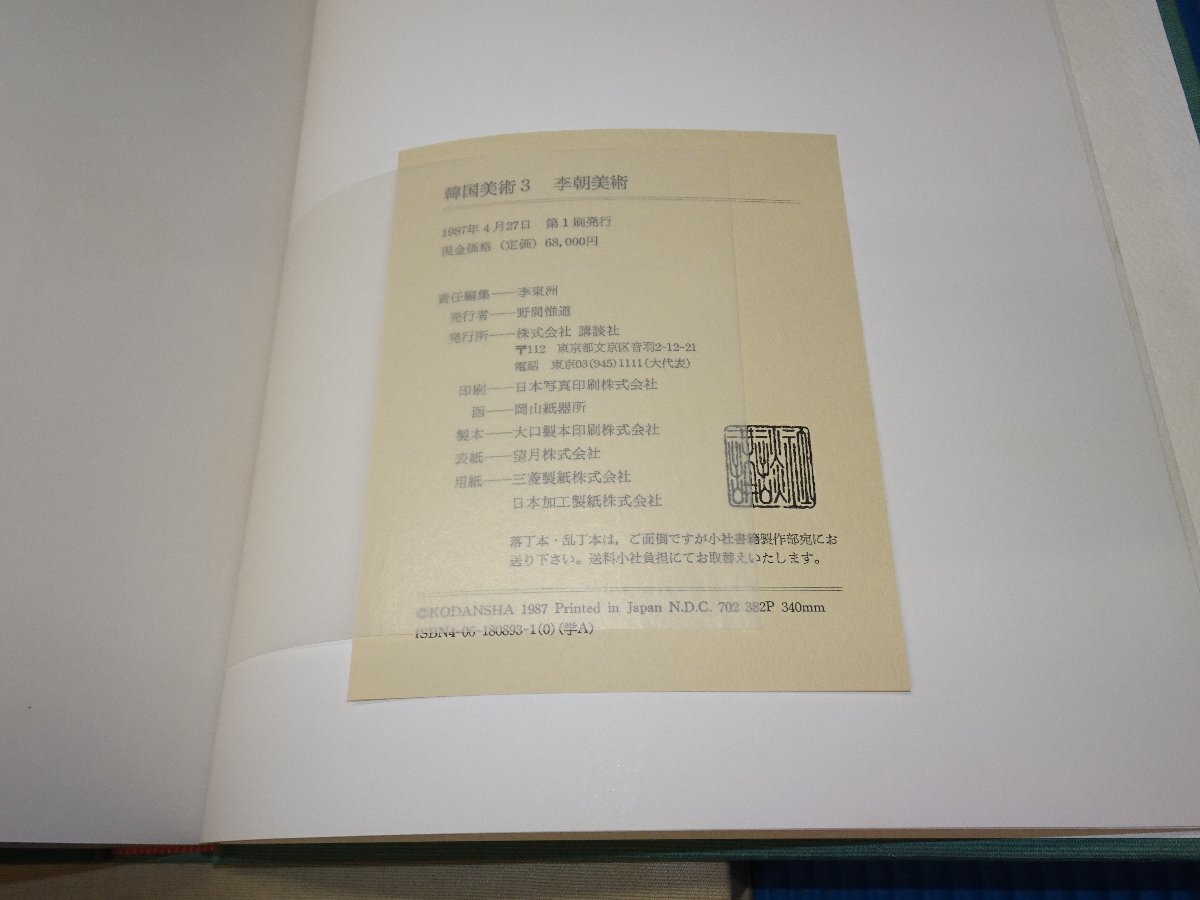 韓国美術3　李朝美術
1987年4月27日　第1刷発行
現金価格（定価）63,000円
責任編集――李東洲
発行者――野間惟道
発行所――株式会社 講談社
〒112　東京都文京区音羽2-12-21
電話　東京03(945)1111(大代表)
印刷――日本写真印刷株式会社
函――岡山紙器所
製本――大口製本印刷株式会社
表紙――望月株式会社
用紙――三菱製紙株式会社
日本加工製紙株式会社
落丁本・乱丁本は，ご面倒ですが小社書籍製作部宛にお
送り下さい。送料小社負担にてお取替えいたします。
©KODANSHA 1987 Printed in Japan N.D.C. 702 382P 340mm
ISBN4-06-180893-1(0)(学A)